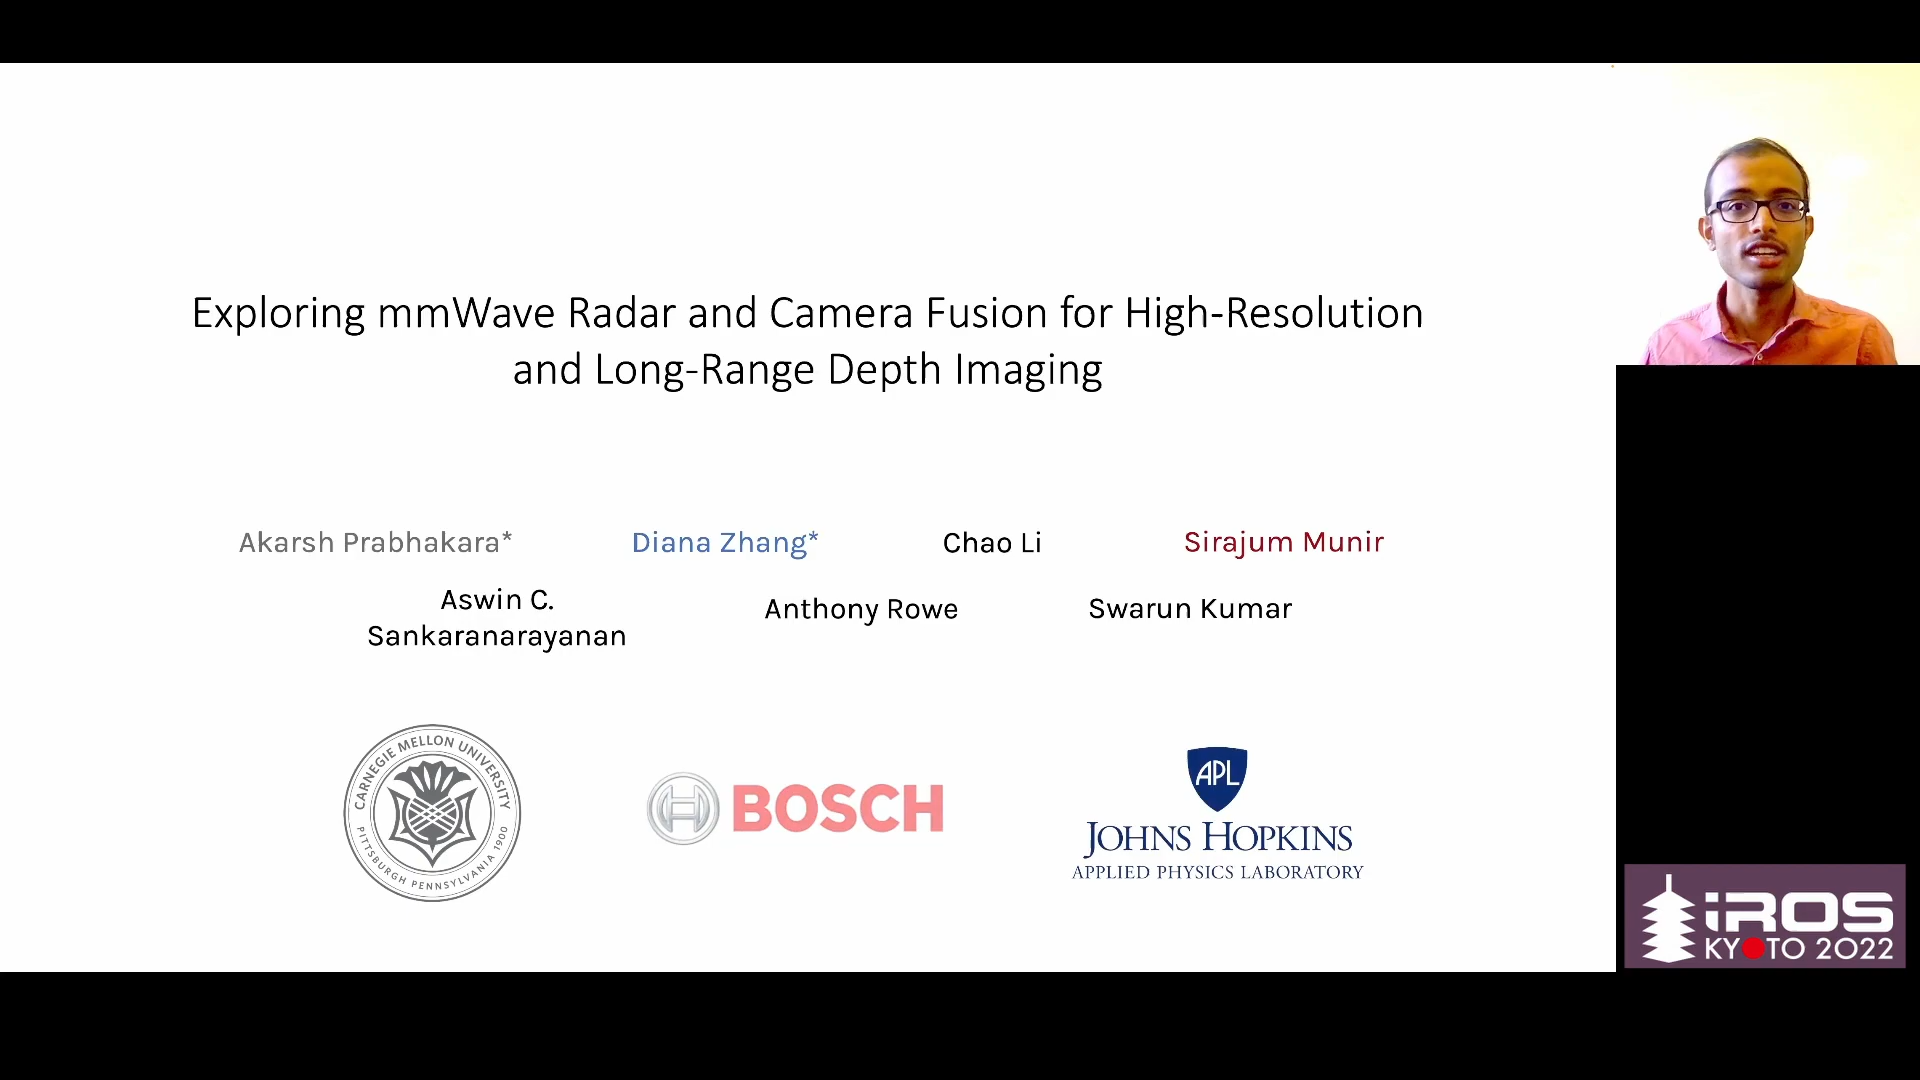 Exploring mmWave Radar and Camera Fusion for High-Resolution
and Long-Range Depth Imaging
Akarsh Prabhakara*
Diana Zhang*
Chao Li
Sirajum Munir
Aswin C.
Sankaranarayanan
Anthony Rowe
Swarun Kumar
CARNEGIE MELLON UNIVERSITY
PITTSBURGH PENNSYLVANIA 1900
BOSCH
APL
JOHNS HOPKINS
APPLIED PHYSICS LABORATORY
iROS
KYOTO 2022